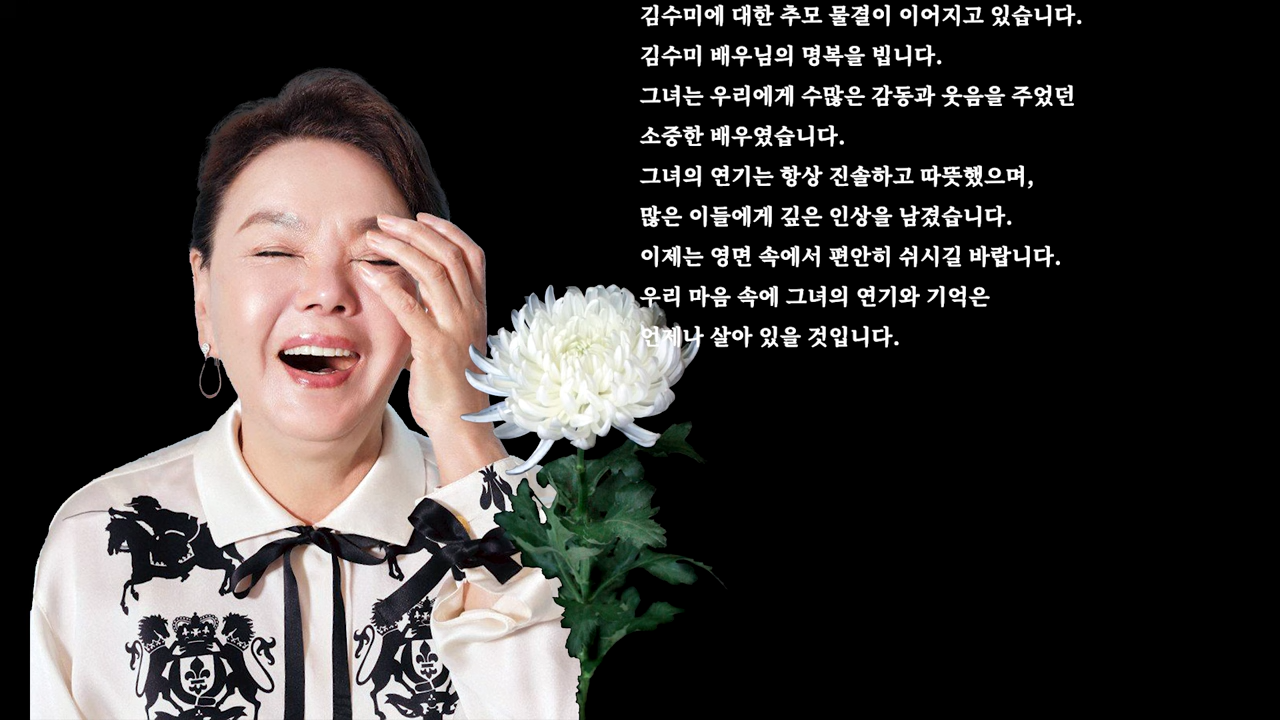 김수미에 대한 추모 물결이 이어지고 있습니다.
김수미 배우님의 명복을 빕니다.
그녀는 우리에게 수많은 감동과 웃음을 주었던
소중한 배우였습니다.
그녀의 연기는 항상 진솔하고 따뜻했으며,
많은 이들에게 깊은 인상을 남겼습니다.
이제는 영면 속에서 편안히 쉬시길 바랍니다.
우리 마음 속에 그녀의 연기와 기억은
언제나 살아 있을 것입니다.